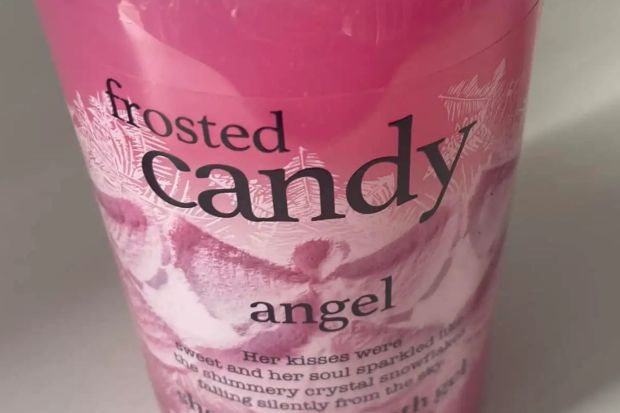 frosted
candy
angel
Her kisses were
sweet and her soul sparkled like
the shimmery crystal snowflakes
falling silently from the sky